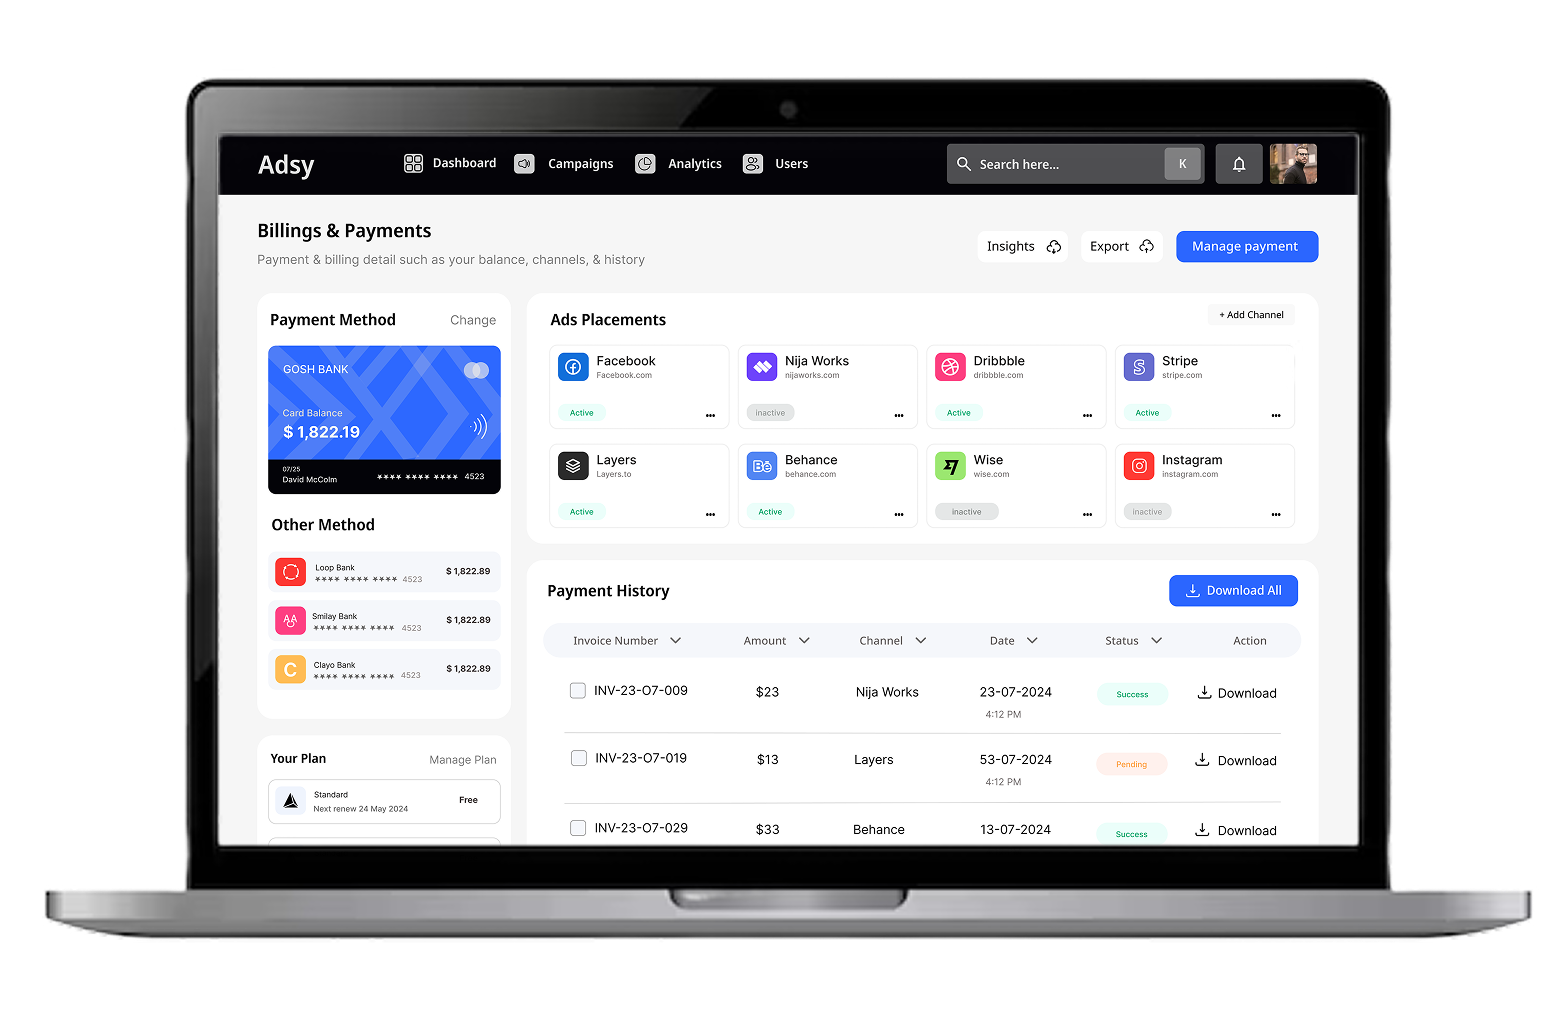 Adsy
Dashboard
Campaigns
Analytics
Users
Search here...
K
Billings & Payments
Payment & billing detail such as your balance, channels, & history
Insights
Export
Manage payment
Payment Method
Change
GOSH BANK
Card Balance
$ 1,822.19
07/25
David McColm
**** **** **** 4523
Other Method
Loop Bank
**** **** **** 4523
$ 1,822.89
Smilay Bank
**** **** **** 4523
$ 1,822.89
C
Clayo Bank
**** **** **** 4523
$ 1,822.89
Your Plan
Manage Plan
Standard
Next renew 24 May 2024
Free
Ads Placements
+ Add Channel
Facebook
Facebook.com
Active
Nija Works
nijaworks.com
inactive
Dribbble
dribbble.com
Active
Stripe
stripe.com
Active
Layers
Layers.to
Active
Bē
Behance
behance.com
Active
Wise
wise.com
inactive
Instagram
instagram.com
inactive
Payment History
Download All
Invoice Number
Amount
Channel
Date
Status
Action
INV-23-O7-009
$23
Nija Works
23-07-2024
4:12 PM
Success
Download
INV-23-O7-019
$13
Layers
53-07-2024
4:12 PM
Pending
Download
INV-23-O7-029
$33
Behance
13-07-2024
Success
Download